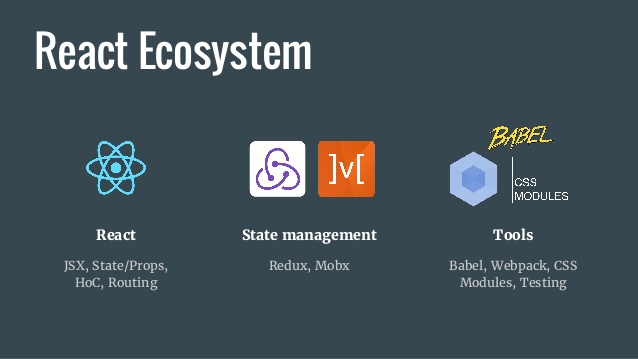 React Ecosystem
BABEL
]v[
CSS
MODULES
React
State management
Tools
JSX, State/Props,
HoC, Routing
Redux, Mobx
Babel, Webpack, CSS
Modules, Testing